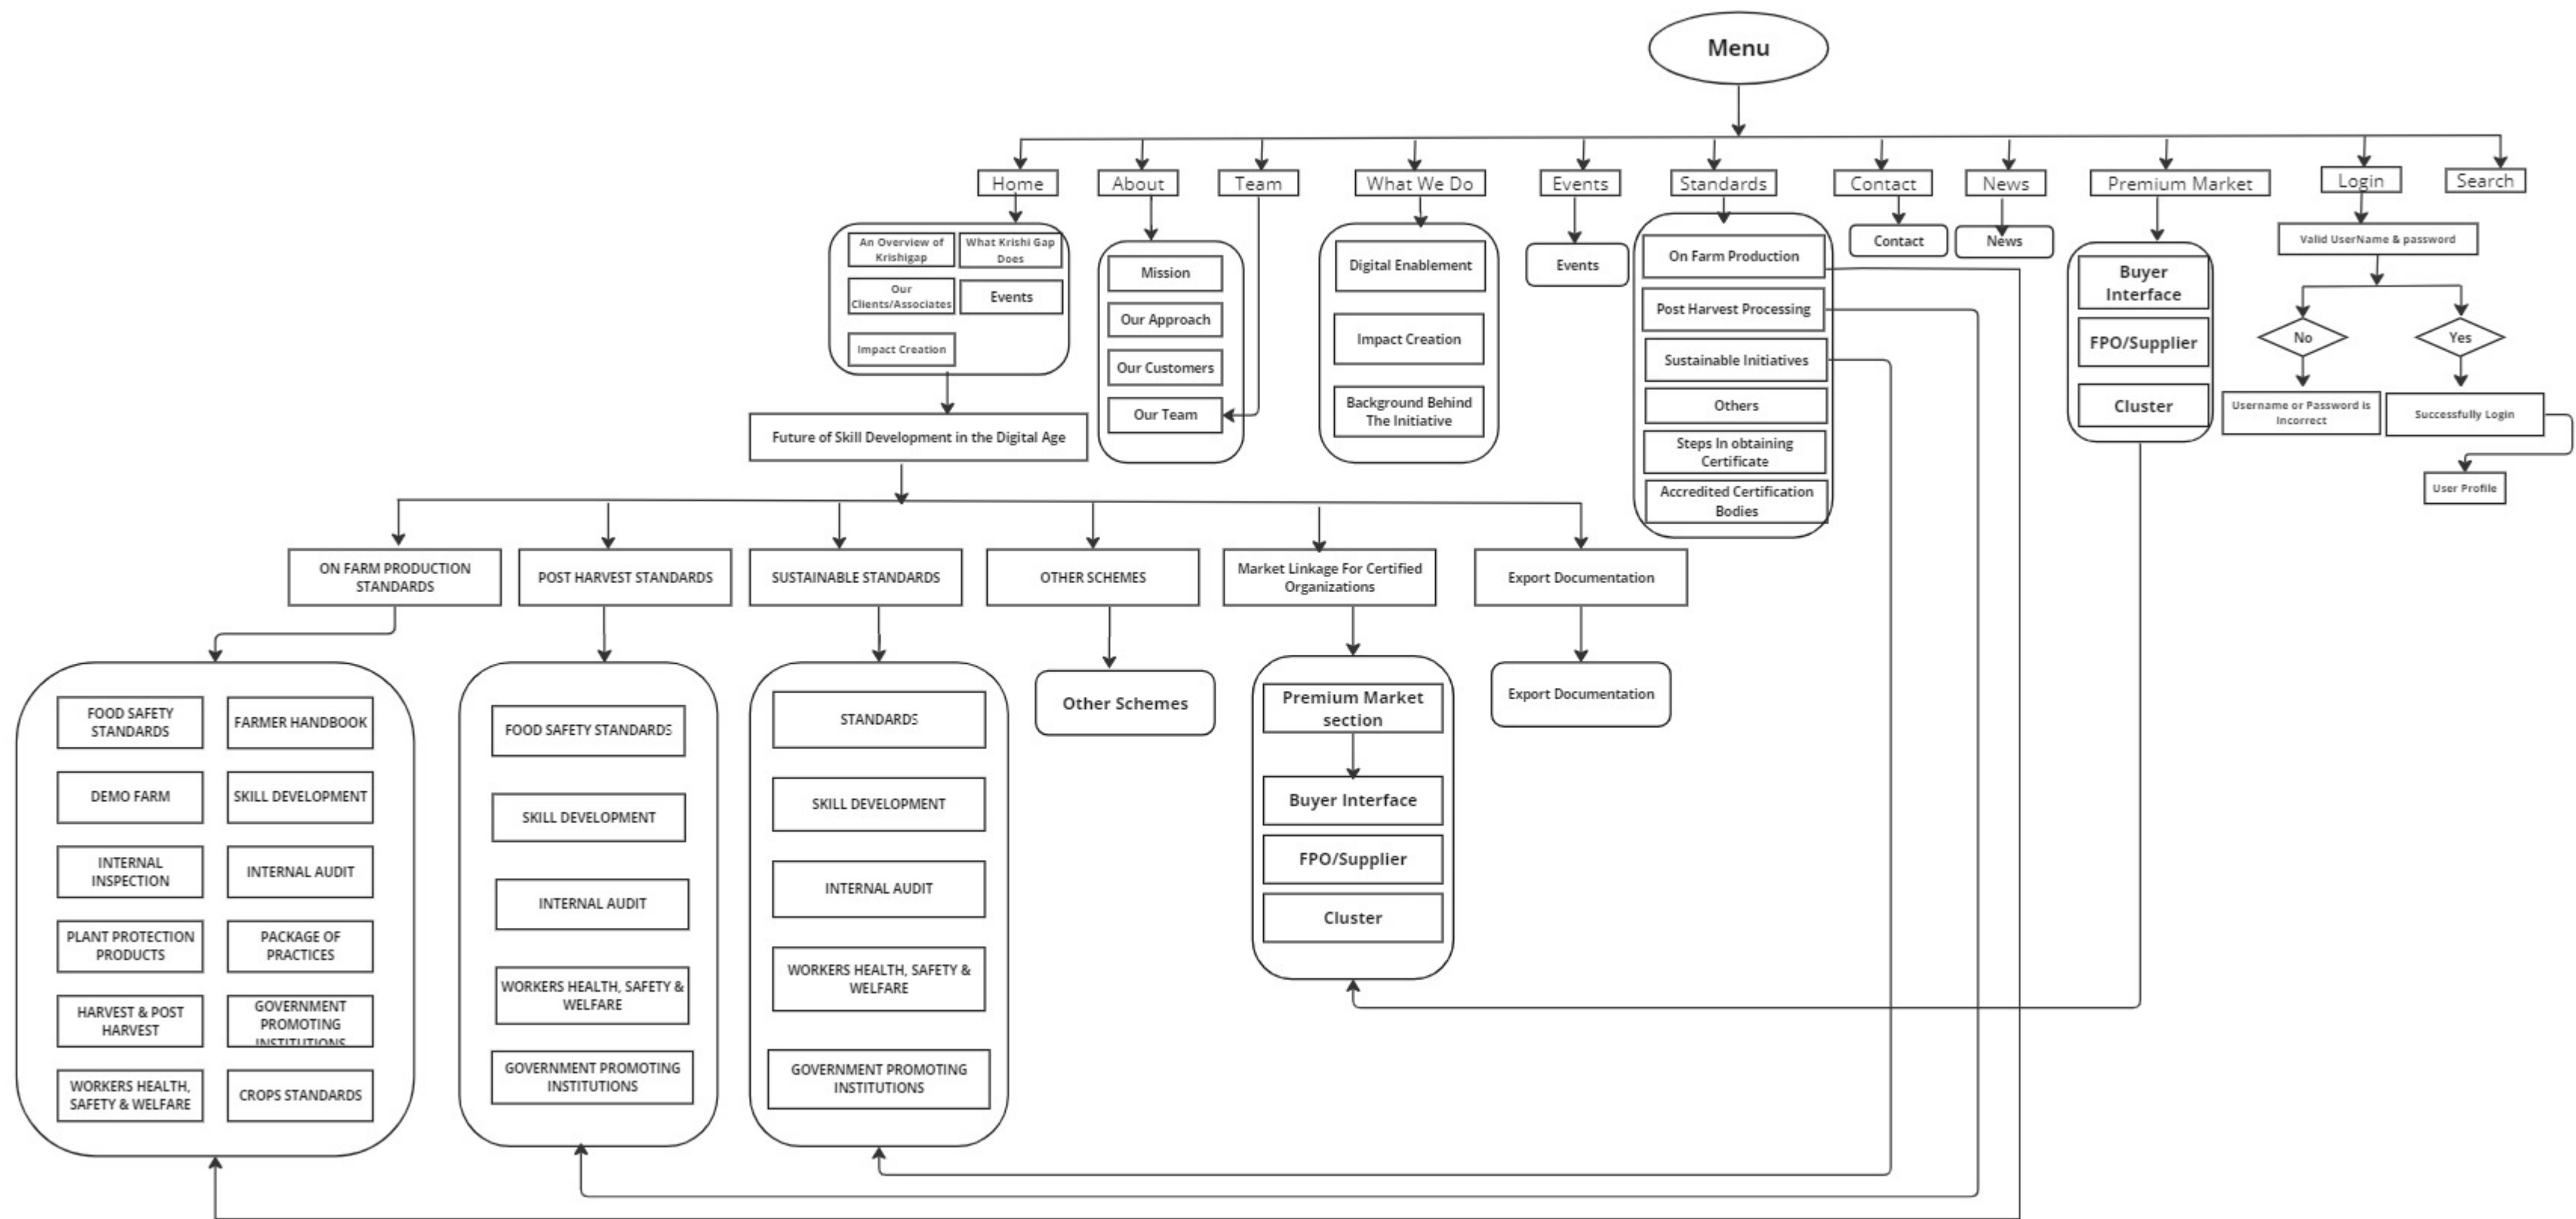 Menu
Home
About
Team
What We Do
Events
Standards
Contact
News
Premium Market
Login
Search
An Overview of
Krishigap
What Krishi Gap
Does
Our
Clients/Associates
Events
Impact Creation
Mission
Our Approach
Our Customers
Our Team
Digital Enablement
Impact Creation
Background Behind
The Initiative
Events
On Farm Production
Post Harvest Processing
Sustainable Initiatives
Others
Steps In obtaining
Certificate
Accredited Certification
Bodies
Contact
News
Buyer
Interface
FPO/Supplier
Cluster
Valid UserName & password
No
Yes
Username or Password is
Incorrect
Successfully Login
User Profile
Future of Skill Development in the Digital Age
ON FARM PRODUCTION
STANDARDS
POST HARVEST STANDARDS
SUSTAINABLE STANDARDS
OTHER SCHEMES
Market Linkage For Certified
Organizations
Export Documentation
FOOD SAFETY
STANDARDS
FARMER HANDBOOK
DEMO FARM
SKILL DEVELOPMENT
INTERNAL
INSPECTION
INTERNAL AUDIT
PLANT PROTECTION
PRODUCTS
PACKAGE OF
PRACTICES
HARVEST & POST
HARVEST
GOVERNMENT
PROMOTING
INSTITUTIONS
WORKERS HEALTH,
SAFETY & WELFARE
CROPS STANDARDS
FOOD SAFETY STANDARDS
SKILL DEVELOPMENT
INTERNAL AUDIT
WORKERS HEALTH, SAFETY &
WELFARE
GOVERNMENT PROMOTING
INSTITUTIONS
STANDARDS
SKILL DEVELOPMENT
INTERNAL AUDIT
WORKERS HEALTH, SAFETY &
WELFARE
GOVERNMENT PROMOTING
INSTITUTIONS
Other Schemes
Premium Market
section
Buyer Interface
FPO/Supplier
Cluster
Export Documentation